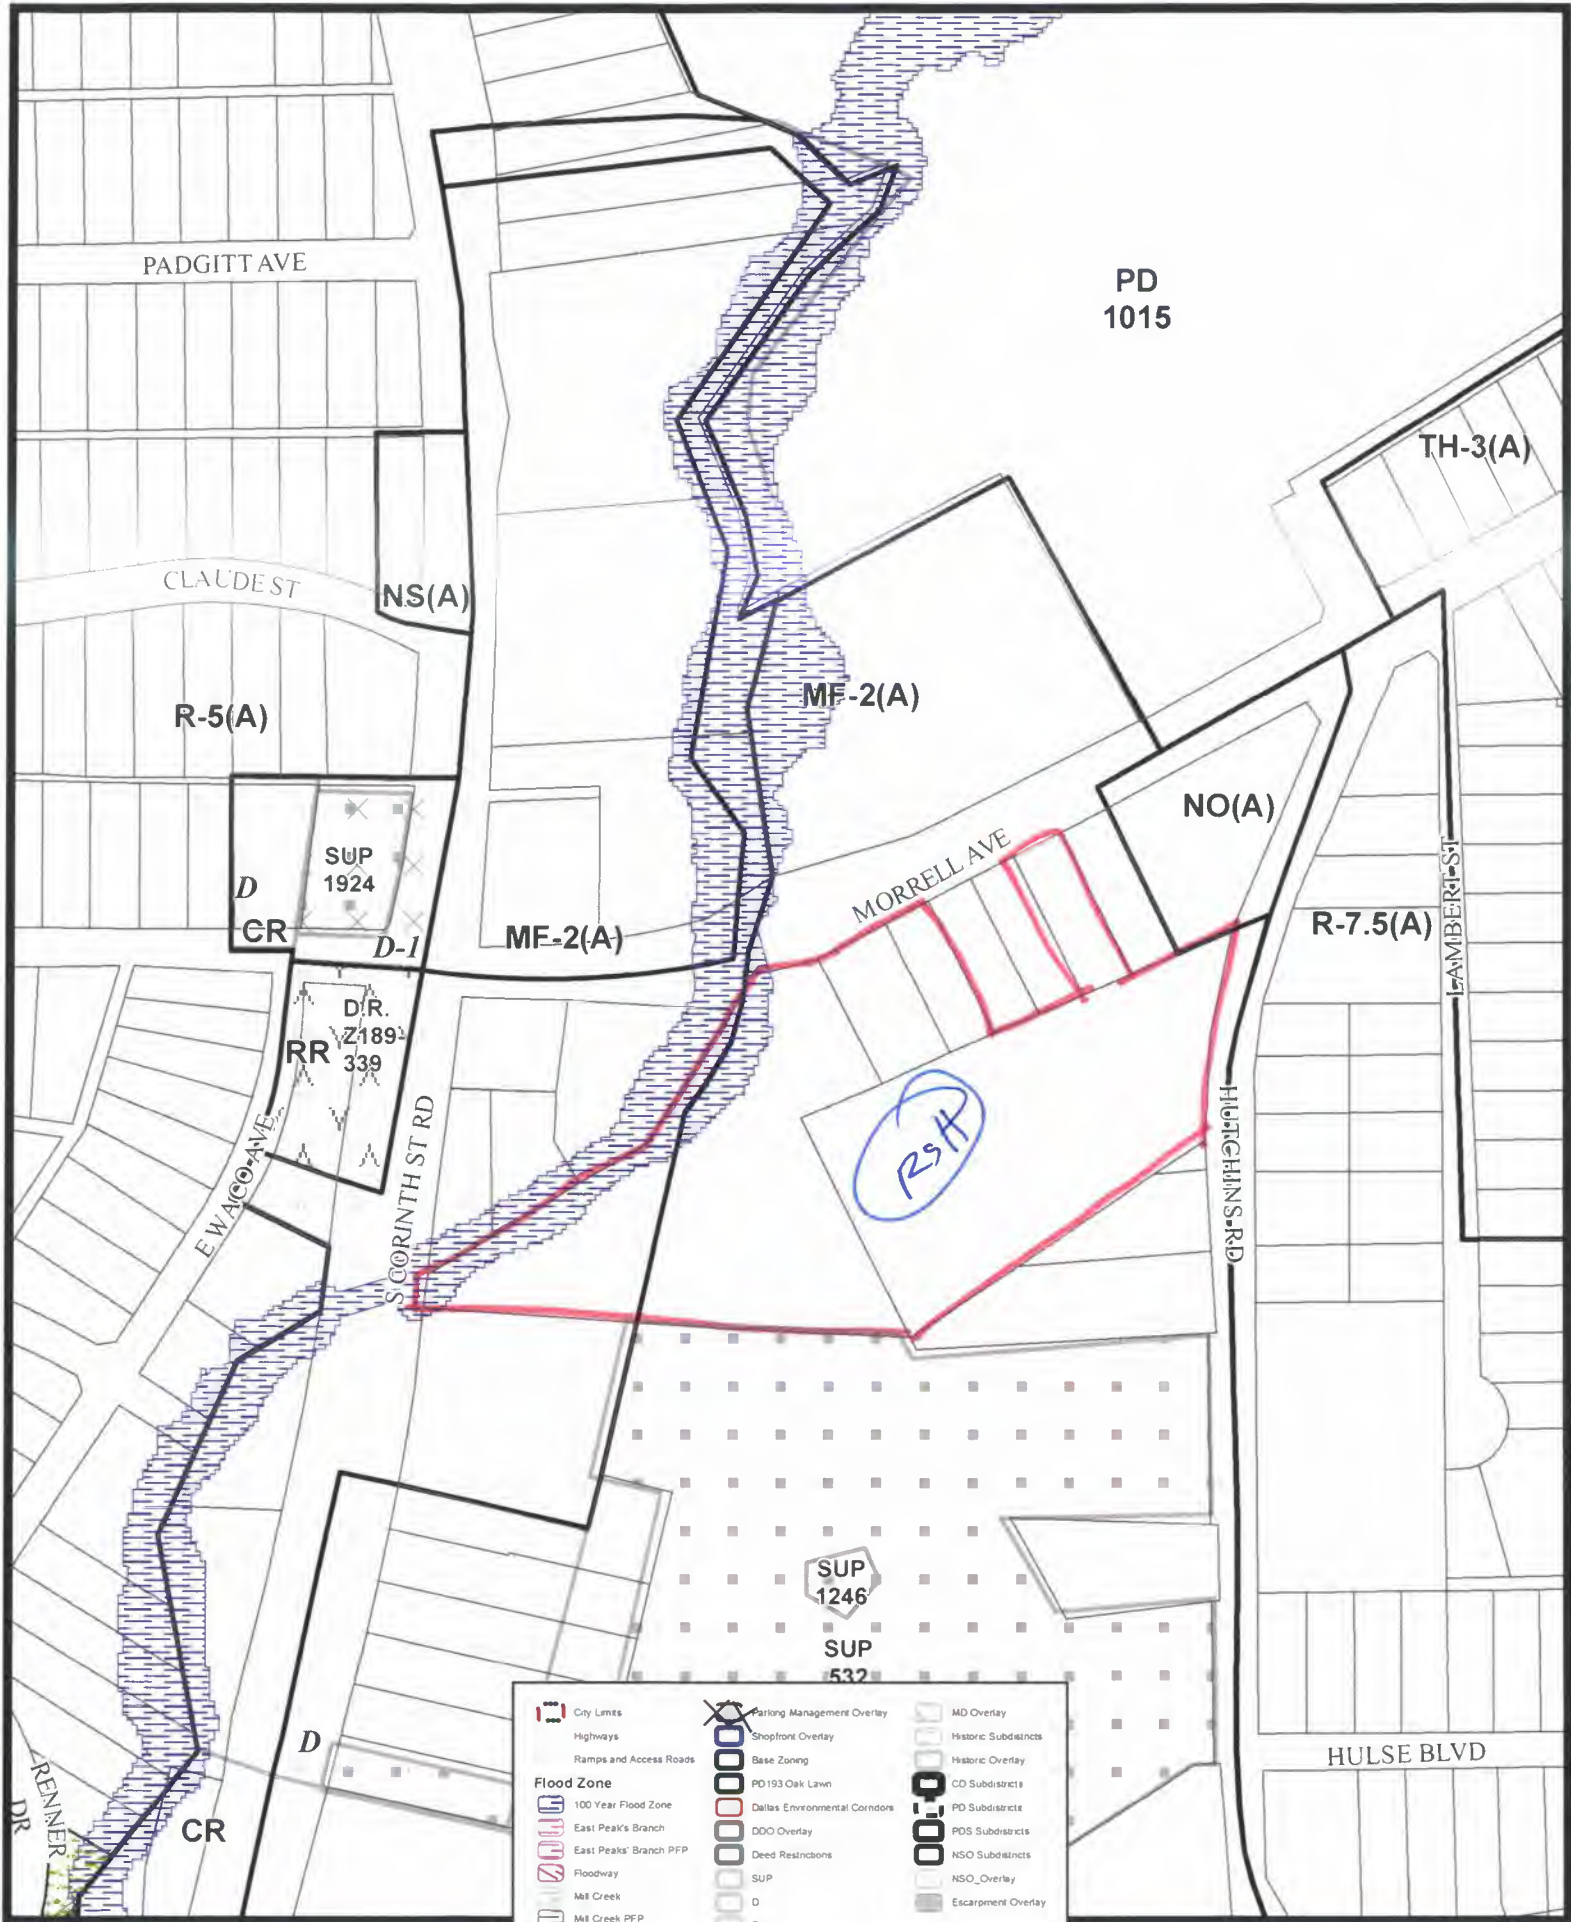 PADGITT AVE
PD
1015
TH-3(A)
CLAUDE ST
NS(A)
R-5(A)
MF-2(A)
NO(A)
SUP
1924
D
CR
D-1
MF-2(A)
MORRELL AVE
R-7.5(A)
LAMBERT ST
D.R.
Z189-
339
RR
E WACO AVE
S CORINTH ST RD
RSH
HUTCHINS RD
SUP
1246
SUP
532
D
CR
RENNER
DR
HULSE BLVD
City Limits
Highways
Ramps and Access Roads
Flood Zone
100 Year Flood Zone
East Peak's Branch
East Peaks' Branch PFP
Floodway
Mill Creek
Mill Creek PFP
Parking Management Overlay
Shopfront Overlay
Base Zoning
PD193 Oak Lawn
Dallas Environmental Corridors
DDO Overlay
Deed Restrictions
SUP
D
MD Overlay
Historic Subdistricts
Historic Overlay
CD Subdistricts
PD Subdistricts
PDS Subdistricts
NSO Subdistricts
NSO_Overlay
Escarpment Overlay